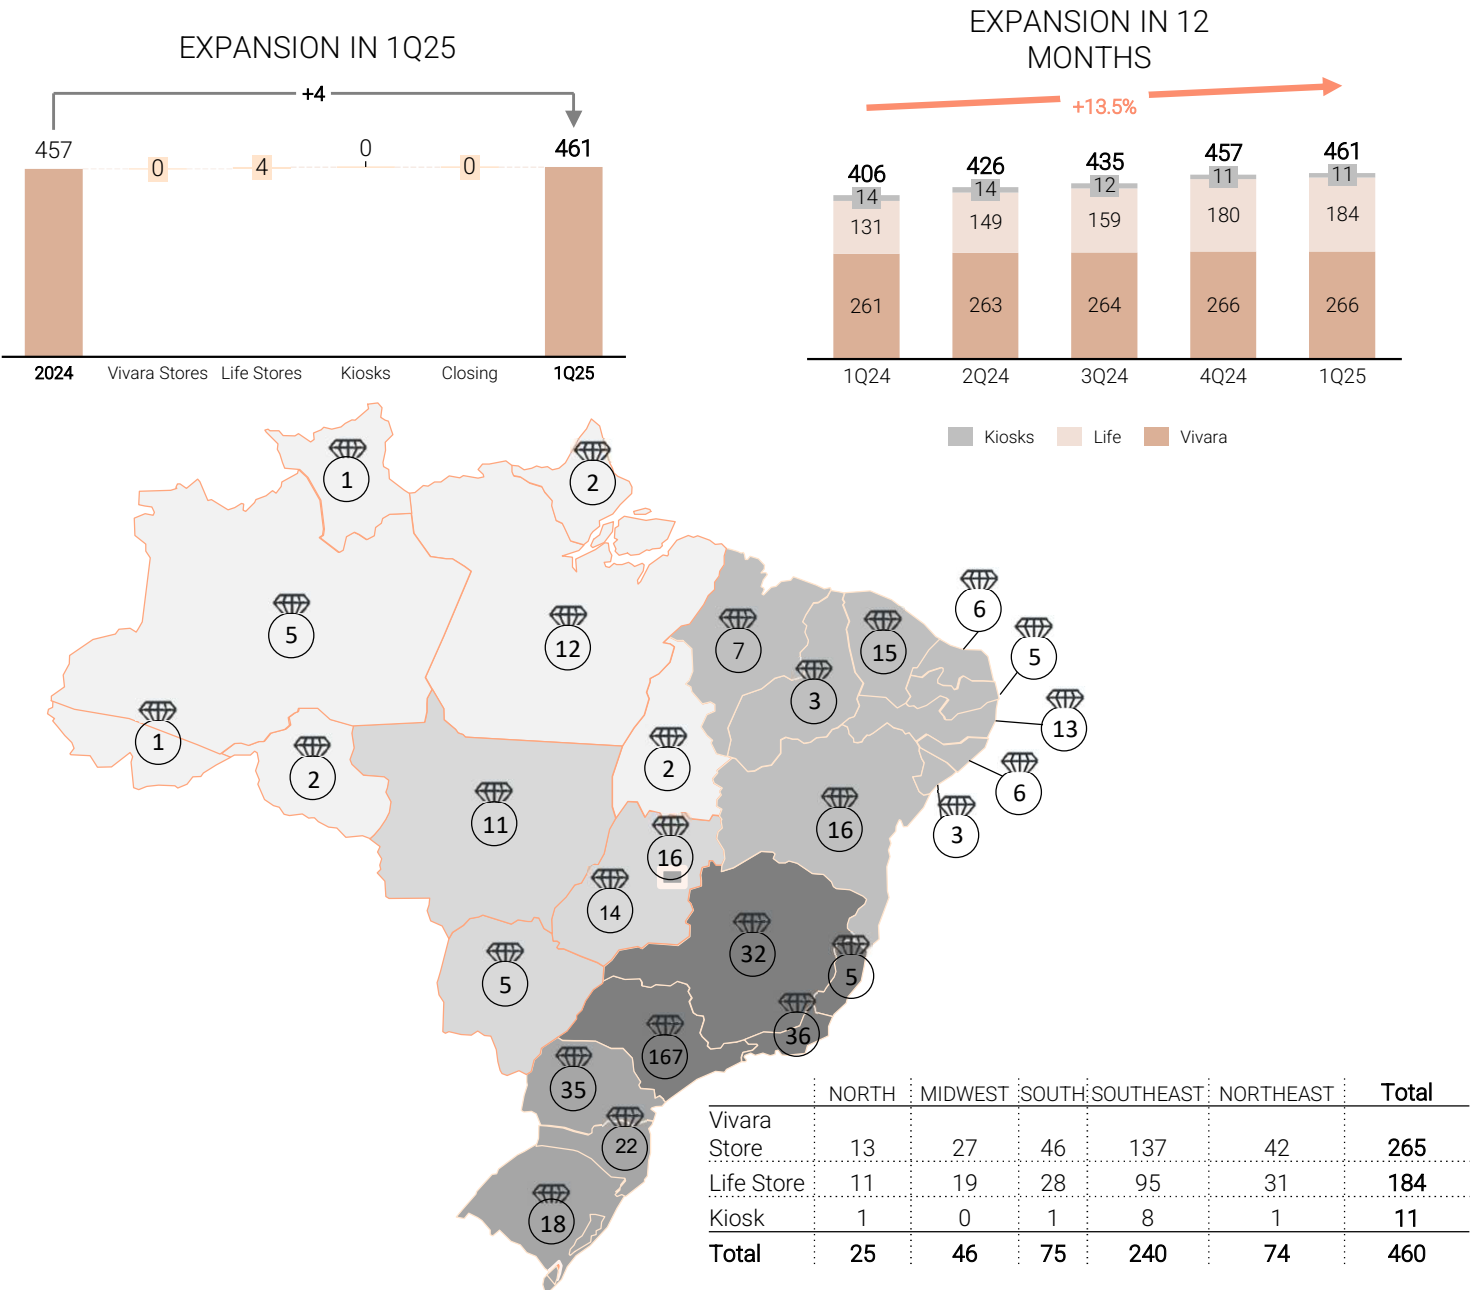 EXPANSION IN 1Q25
+4
457
0
4
0
0
461
2024
Vivara Stores
Life Stores
Kiosks
Closing
1Q25
EXPANSION IN 12
MONTHS
+13.5%
406
426
435
457
461
14
14
12
11
11
131
149
159
180
184
261
263
264
266
266
1Q24
2Q24
3Q24
4Q24
1Q25
Kiosks
Life
Vivara
1
2
5
12
7
15
6
5
3
13
1
2
2
6
11
16
3
16
14
32
5
5
36
167
35
22
18
NORTH MIDWEST SOUTH SOUTHEAST NORTHEAST Total
Vivara
Store 13 27 46 137 42 265
Life Store 11 19 28 95 31 184
Kiosk 1 0 1 8 1 11
Total 25 46 75 240 74 460